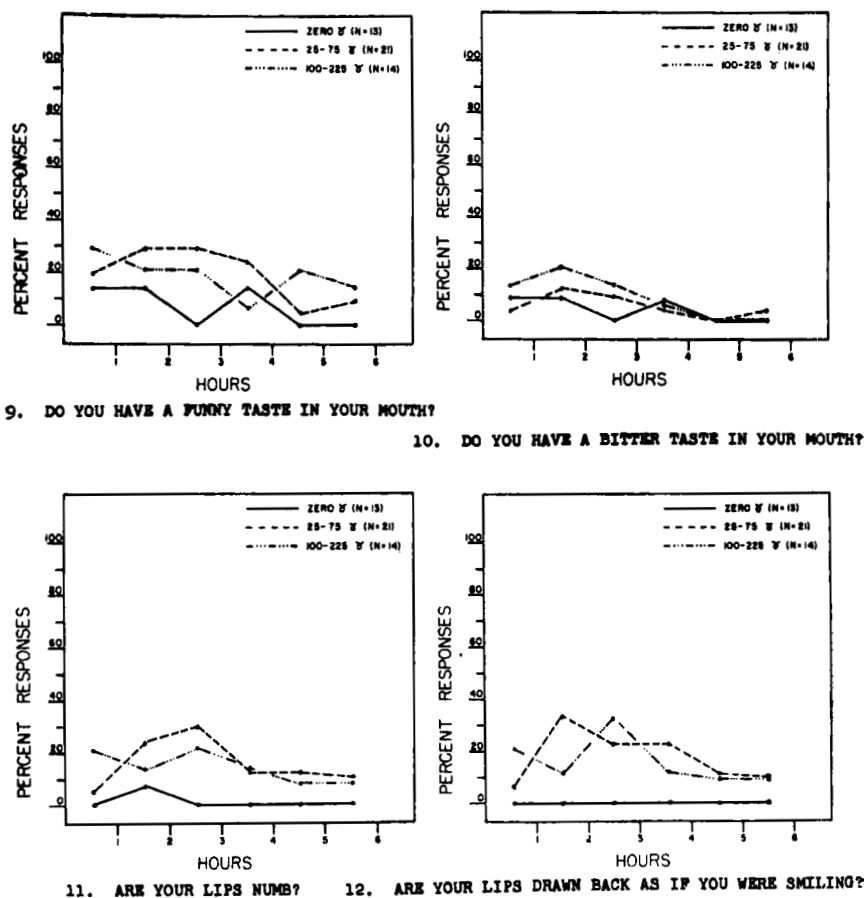 ZERO ɣ (N=13)
25-75 ɣ (N=21)
100-225 ɣ (N=14)
100
80
60
40
20
0
PERCENT RESPONSES
1 2 3 4 5 6
HOURS
9. DO YOU HAVE A FUNNY TASTE IN YOUR MOUTH?
ZERO ɣ (N=13)
25-75 ɣ (N=21)
100-225 ɣ (N=14)
100
80
60
40
20
0
PERCENT RESPONSES
1 2 3 4 5 6
HOURS
10. DO YOU HAVE A BITTER TASTE IN YOUR MOUTH?
ZERO ɣ (N=13)
25-75 ɣ (N=21)
100-225 ɣ (N=14)
100
80
60
40
20
0
PERCENT RESPONSES
1 2 3 4 5 6
HOURS
11. ARE YOUR LIPS NUMB?
ZERO ɣ (N=13)
25-75 ɣ (N=21)
100-225 ɣ (N=14)
100
80
60
40
20
0
PERCENT RESPONSES
1 2 3 4 5 6
HOURS
12. ARE YOUR LIPS DRAWN BACK AS IF YOU WERE SMILING?